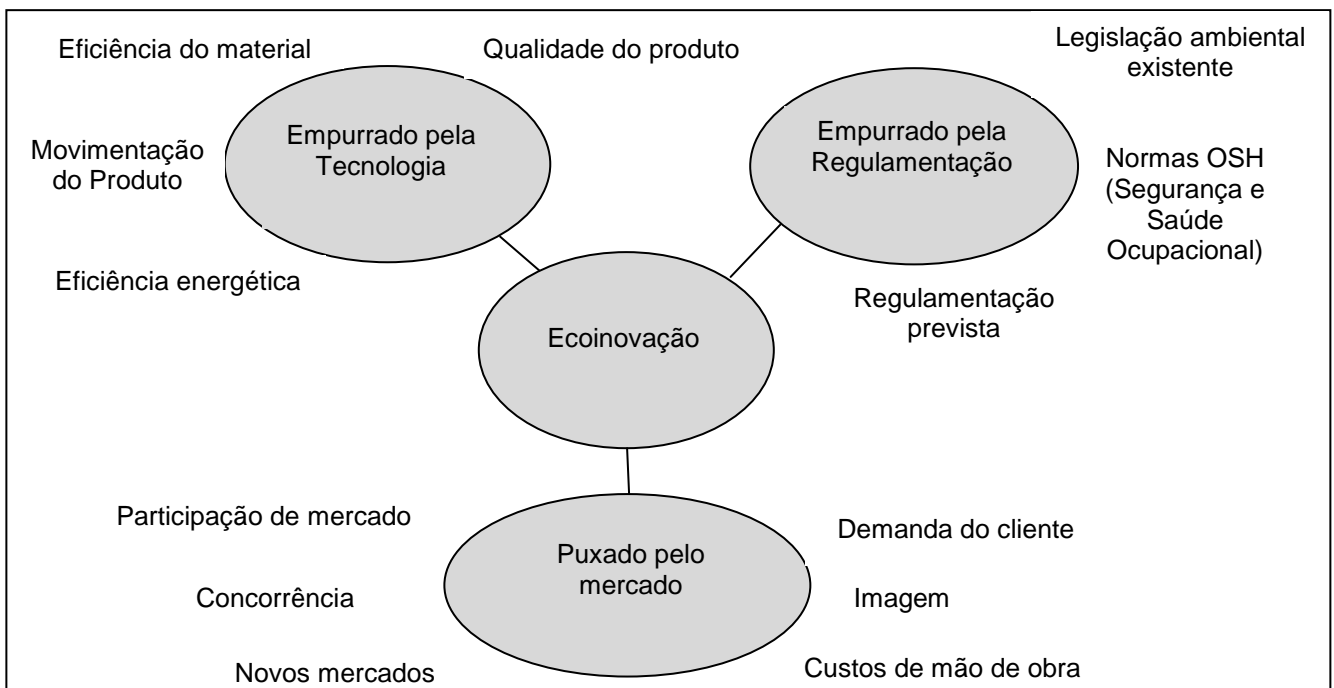 Eficiência do material
Qualidade do produto
Legislação ambiental
existente
Empurrado pela
Tecnologia
Empurrado pela
Regulamentação
Movimentação
do Produto
Normas OSH
(Segurança e
Saúde
Ocupacional)
Eficiência energética
Regulamentação
prevista
Ecoinovação
Participação de mercado
Demanda do cliente
Puxado pelo
mercado
Concorrência
Imagem
Novos mercados
Custos de mão de obra